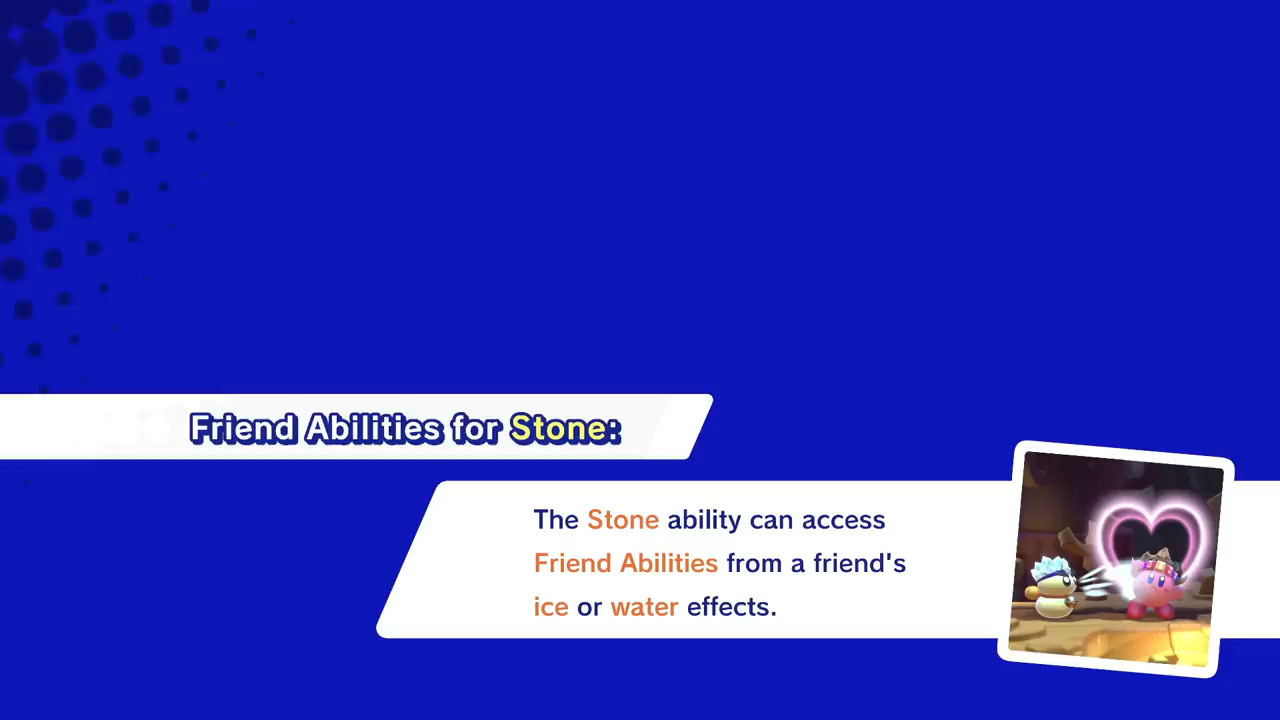 Friend Abilities for Stone:
The Stone ability can access
Friend Abilities from a friend's
ice or water effects.